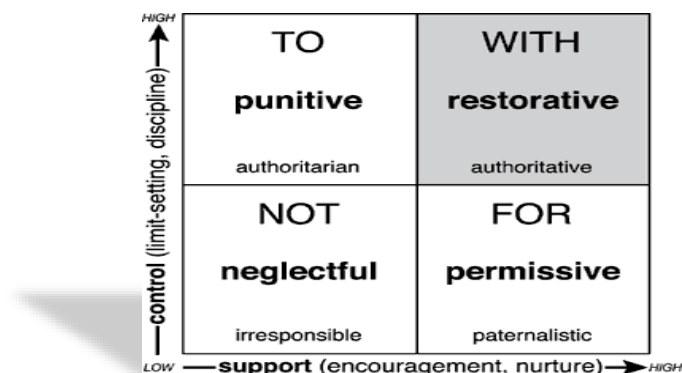 HIGH
TO
punitive
authoritarian
WITH
restorative
authoritative
NOT
neglectful
irresponsible
FOR
permissive
paternalistic
control (limit-setting, discipline)
LOW
support (encouragement, nurture)
HIGH